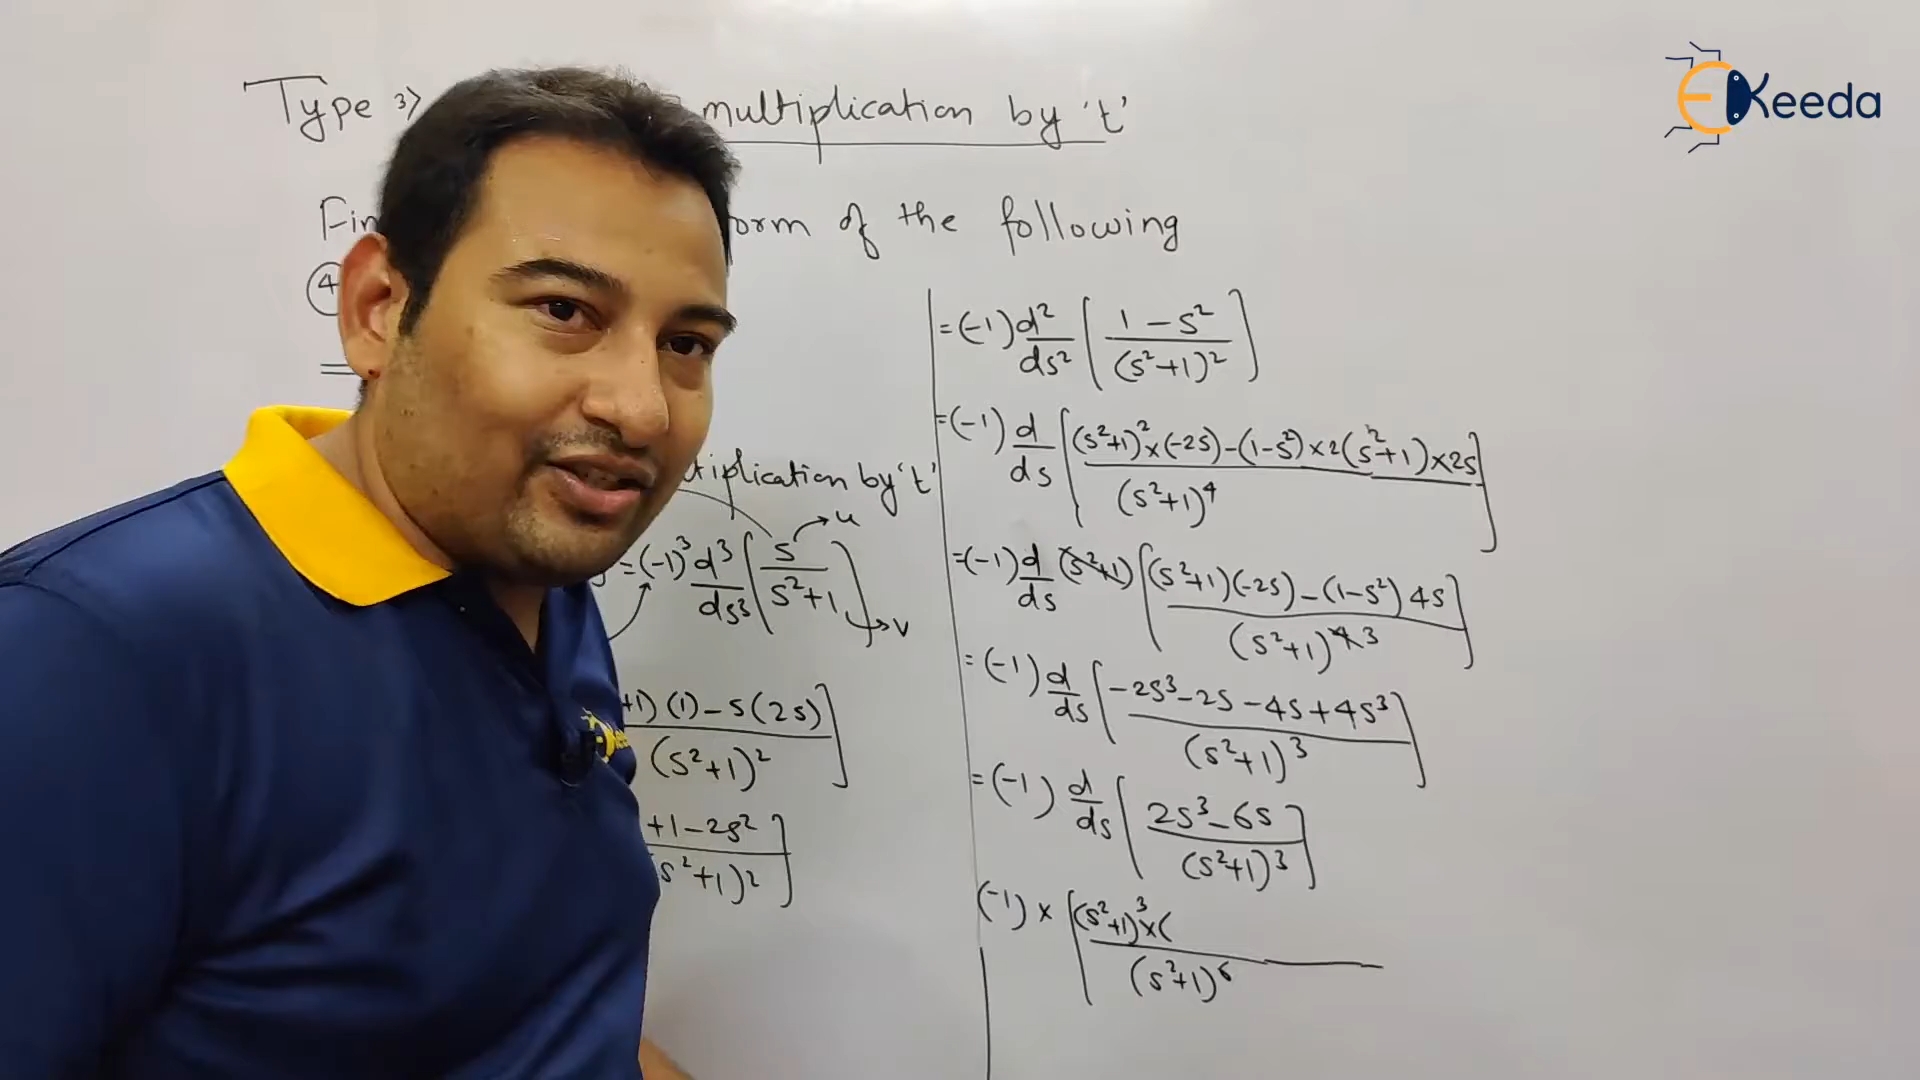 EKeeda
Type 3) multiplication by 't'
Fin orm of the following
4
=
tiplication by 't'
= (-1)³ d³/ds³ [s/s²+1] → u → v
+1)(1) - s(2s)
(s²+1)²
+1-2s²
s²+1)²
= (-1) d²/ds² [1-s²/(s²+1)²]
= (-1) d/ds [(s²+1)²×(-2s)-(1-s²)×2(s²+1)×2s/(s²+1)⁴]
= (-1) d/ds (s²+1) [(s²+1)(-2s)-(1-s²)4s/(s²+1)⁴ ³]
= (-1) d/ds [-2s³-2s-4s+4s³/(s²+1)³]
= (-1) d/ds [2s³-6s/(s²+1)³]
(-1) × [(s²+1)³×(/(s²+1)⁶